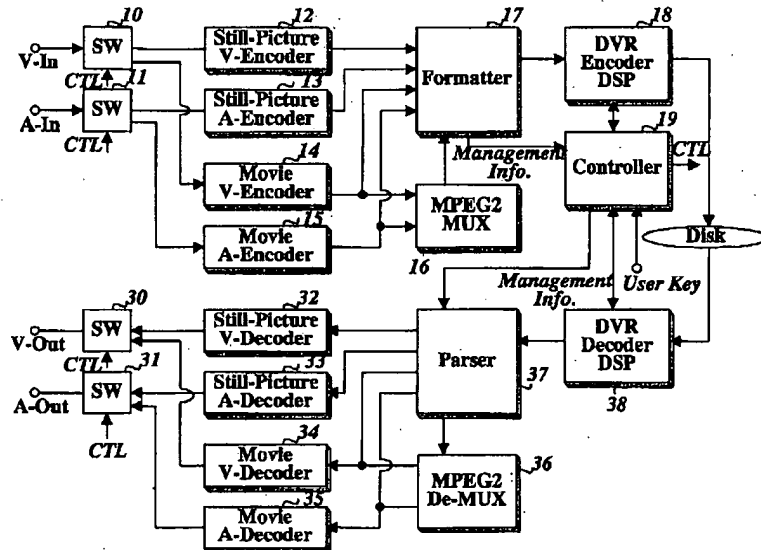 10
12
17
18
V-In
SW
Still-Picture
V-Encoder
Formatter
DVR
Encoder
DSP
CTL
11
13
A-In
SW
Still-Picture
A-Encoder
CTL
19
Management
Info.
Controller
CTL
14
Movie
V-Encoder
MPEG2
MUX
15
Movie
A-Encoder
16
Disk
User Key
Management
Info.
30
32
V-Out
SW
Still-Picture
V-Decoder
Parser
DVR
Decoder
DSP
CTL
31
33
A-Out
SW
Still-Picture
A-Decoder
37
38
CTL
34
Movie
V-Decoder
36
MPEG2
De-MUX
35
Movie
A-Decoder